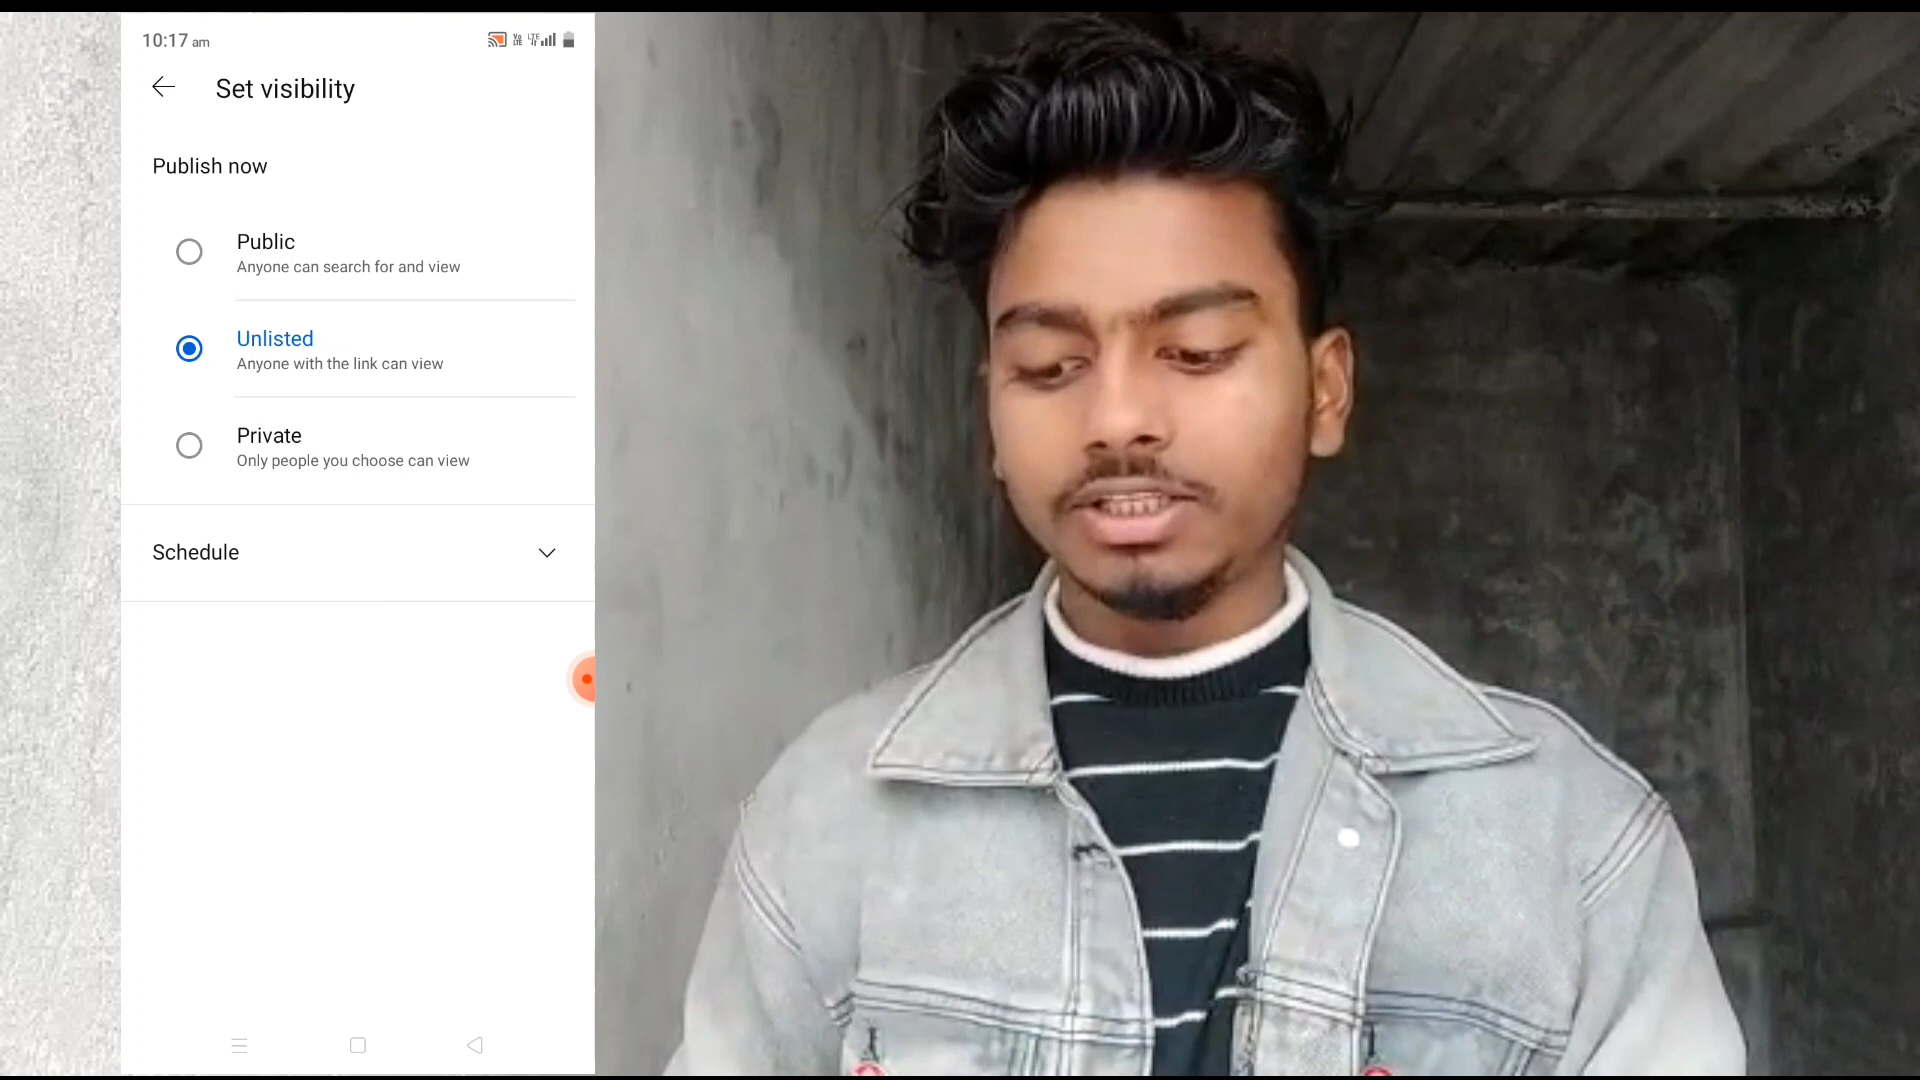 10:17 am
Set visibility
Publish now
Public
Anyone can search for and view
Unlisted
Anyone with the link can view
Private
Only people you choose can view
Schedule